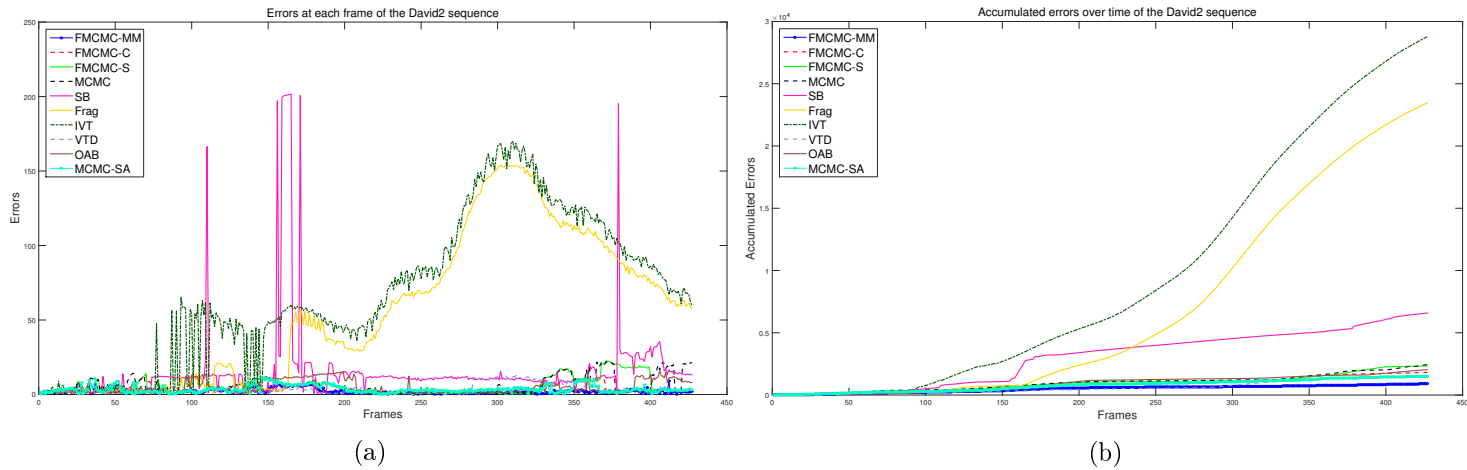 Errors at each frame of the David2 sequence
250
200
150
100
50
0
0 50 100 150 200 250 300 350 400 450
Errors
Frames
FMCMC-MM
FMCMC-C
FMCMC-S
MCMC
SB
Frag
IVT
VTD
OAB
MCMC-SA
(a)
Accumulated errors over time of the David2 sequence
×10⁴
3
2.5
2
1.5
1
0.5
0
0 50 100 150 200 250 300 350 400 450
Accumulated Errors
Frames
FMCMC-MM
FMCMC-C
FMCMC-S
MCMC
SB
Frag
IVT
VTD
OAB
MCMC-SA
(b)